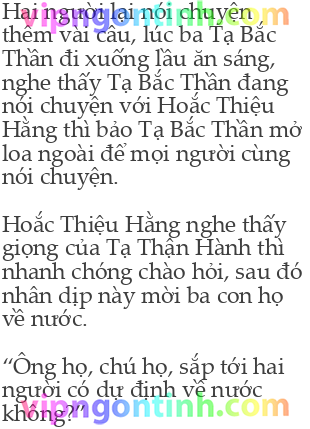 Hai người lại nói chuyện
thêm vài câu, lúc ba Tạ Bắc
Thần đi xuống lầu ăn sáng,
nghe thấy Tạ Bắc Thần đang
nói chuyện với Hoắc Thiệu
Hằng thì bảo Tạ Bắc Thần mở
loa ngoài để mọi người cùng
nói chuyện.
Hoắc Thiệu Hằng nghe thấy
giọng của Tạ Thận Hành thì
nhanh chóng chào hỏi, sau đó
nhân dịp này mời ba con họ
về nước.
“Ông họ, chú họ, sắp tới hai
người có dự định về nước
không?”
vipngontinh.com
vipngontinh.com